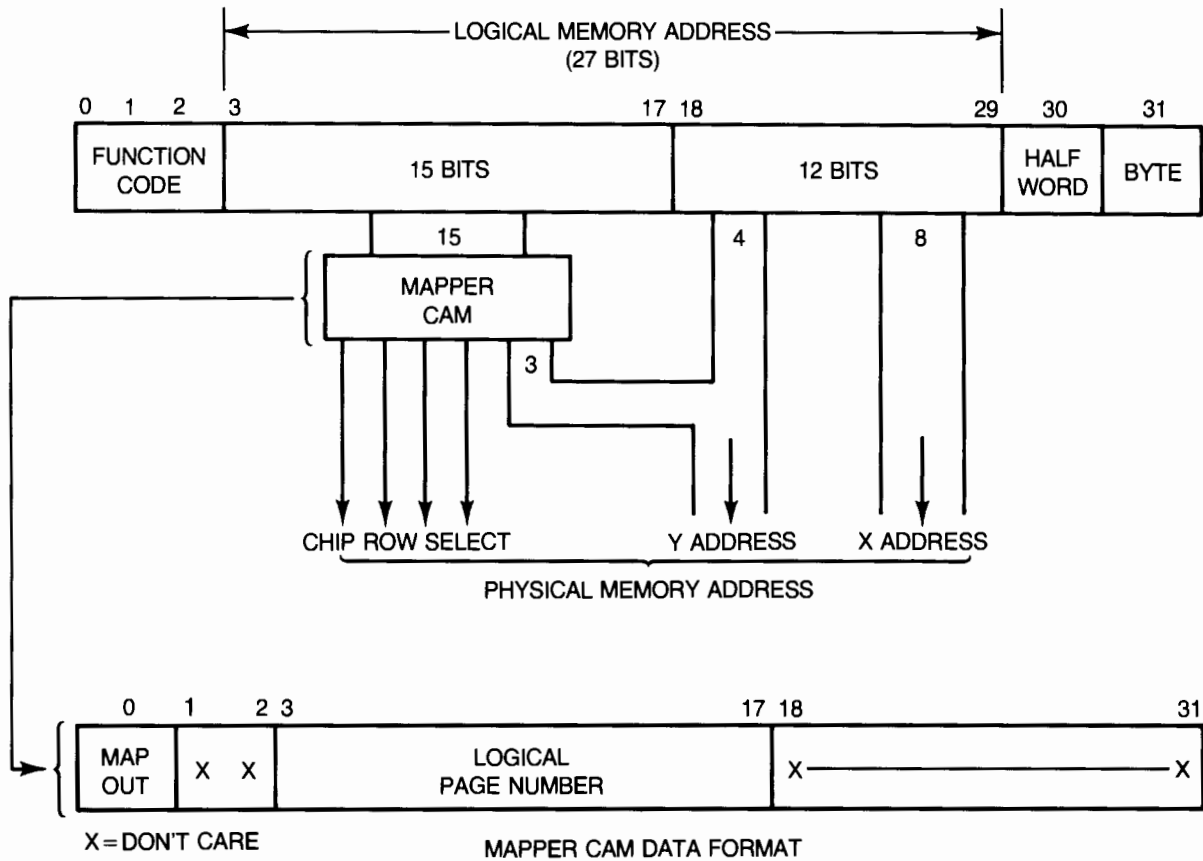 LOGICAL MEMORY ADDRESS
(27 BITS)
0 1 2 3 17 18 29 30 31
FUNCTION CODE
15 BITS
12 BITS
HALF WORD
BYTE
15
4
8
MAPPER CAM
3
CHIP ROW SELECT
Y ADDRESS
X ADDRESS
PHYSICAL MEMORY ADDRESS
0 1 2 3 17 18 31
MAP OUT
X X
LOGICAL PAGE NUMBER
X X
X=DON'T CARE
MAPPER CAM DATA FORMAT